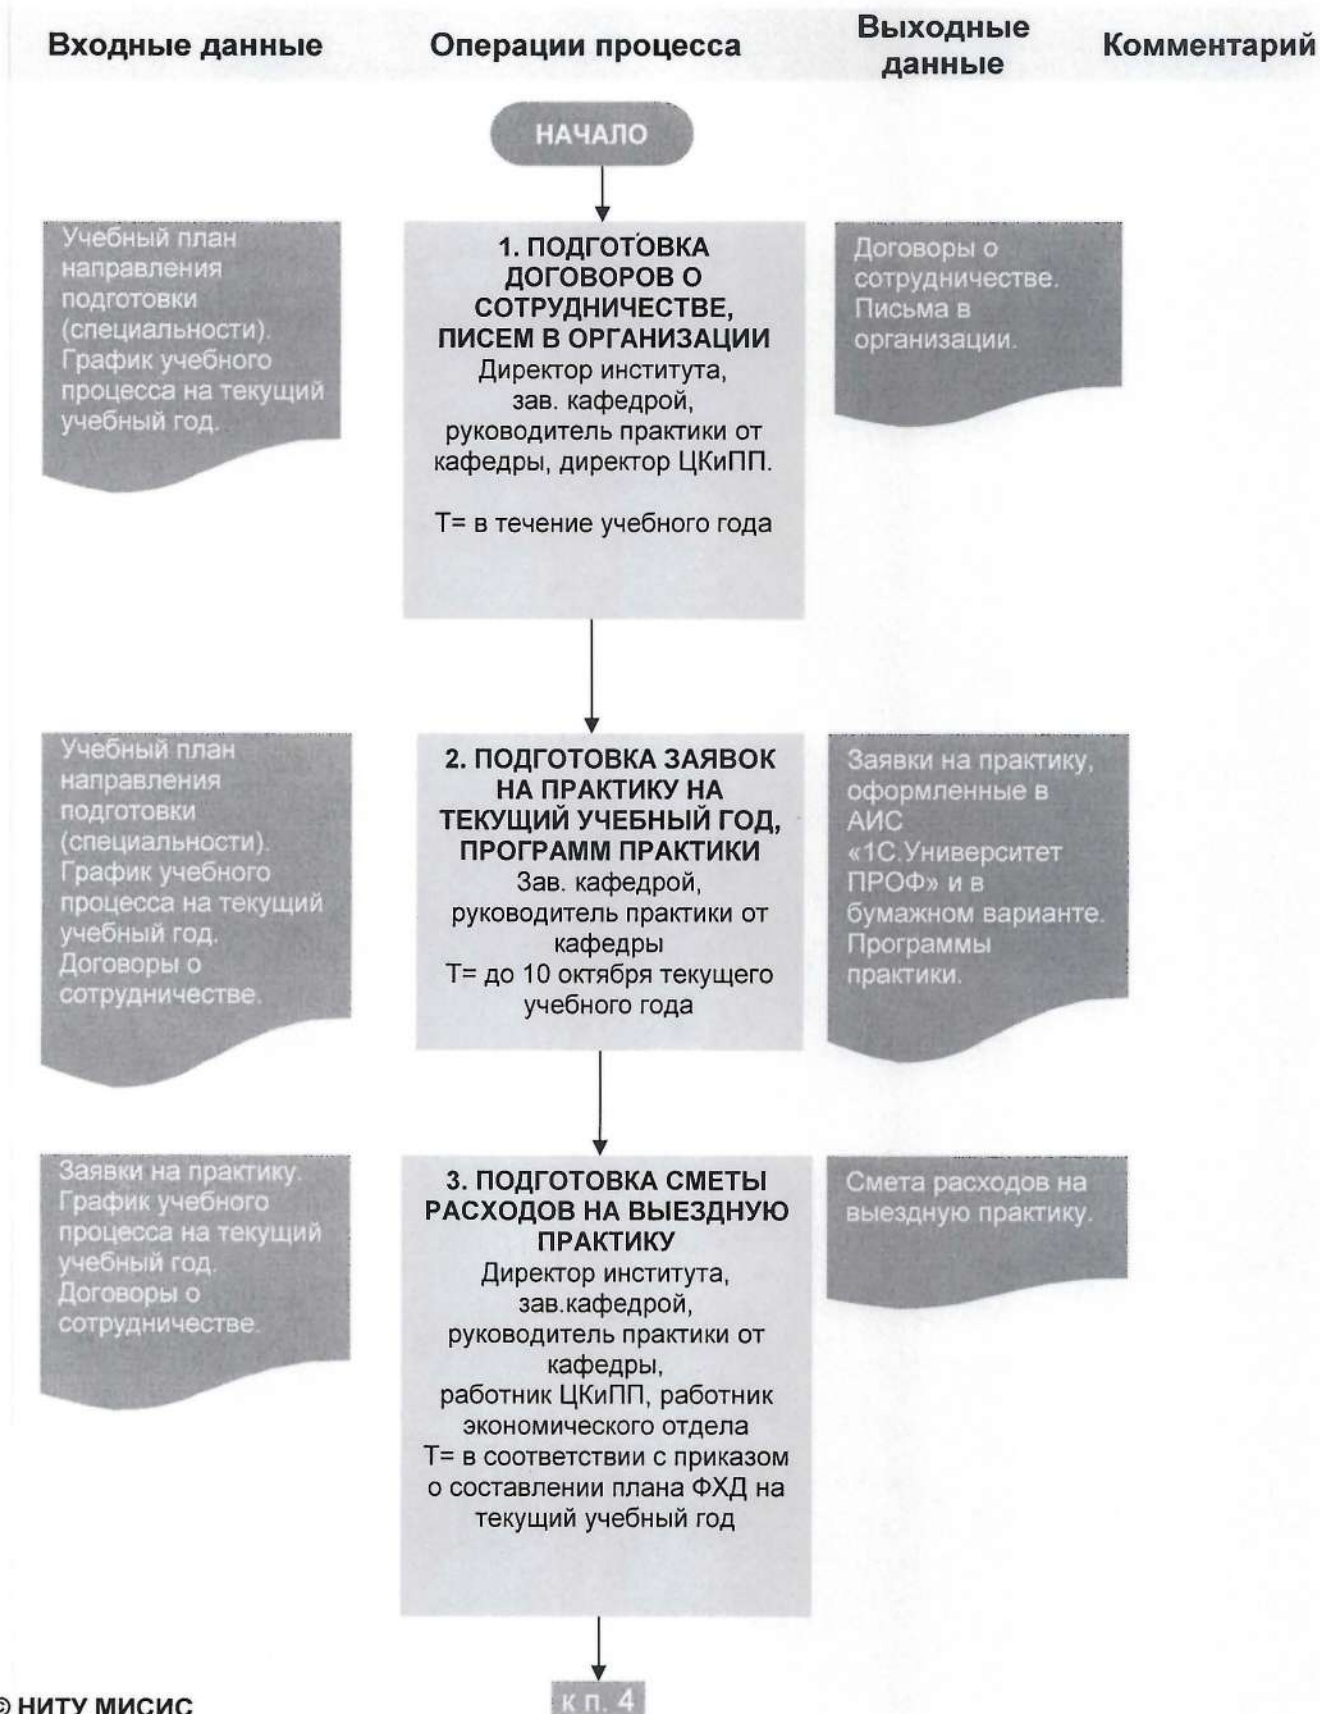 Входные данные
Операции процесса
Выходные
данные
Комментарий
НАЧАЛО
Учебный план
направления
подготовки
(специальности).
График учебного
процесса на текущий
учебный год.
1. ПОДГОТОВКА
ДОГОВОРОВ О
СОТРУДНИЧЕСТВЕ,
ПИСЕМ В ОРГАНИЗАЦИИ
Директор института,
зав. кафедрой,
руководитель практики от
кафедры, директор ЦКиПП.
Т= в течение учебного года
Договоры о
сотрудничестве.
Письма в
организации.
Учебный план
направления
подготовки
(специальности).
График учебного
процесса на текущий
учебный год.
Договоры о
сотрудничестве.
2. ПОДГОТОВКА ЗАЯВОК
НА ПРАКТИКУ НА
ТЕКУЩИЙ УЧЕБНЫЙ ГОД,
ПРОГРАММ ПРАКТИКИ
Зав. кафедрой,
руководитель практики от
кафедры
Т= до 10 октября текущего
учебного года
Заявки на практику,
оформленные в
АИС
«1С.Университет
ПРОФ» и в
бумажном варианте.
Программы
практики.
Заявки на практику.
График учебного
процесса на текущий
учебный год.
Договоры о
сотрудничестве.
3. ПОДГОТОВКА СМЕТЫ
РАСХОДОВ НА ВЫЕЗДНУЮ
ПРАКТИКУ
Директор института,
зав.кафедрой,
руководитель практики от
кафедры,
работник ЦКиПП, работник
экономического отдела
Т= в соответствии с приказом
о составлении плана ФХД на
текущий учебный год
Смета расходов на
выездную практику.
к п. 4
© НИТУ МИСИС